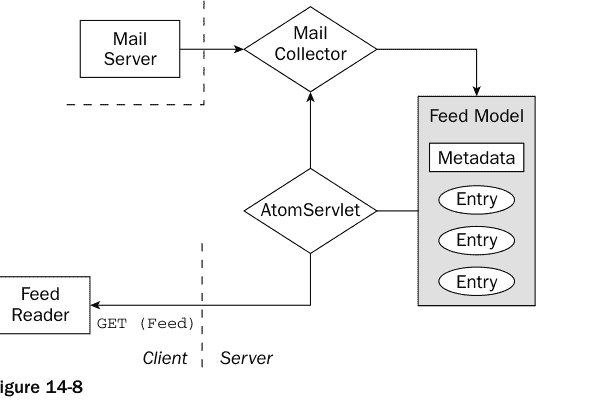 Mail
Server
Mail
Collector
Feed Model
Metadata
Entry
Entry
Entry
AtomServlet
Feed
Reader
GET (Feed)
Client
Server
igure 14-8